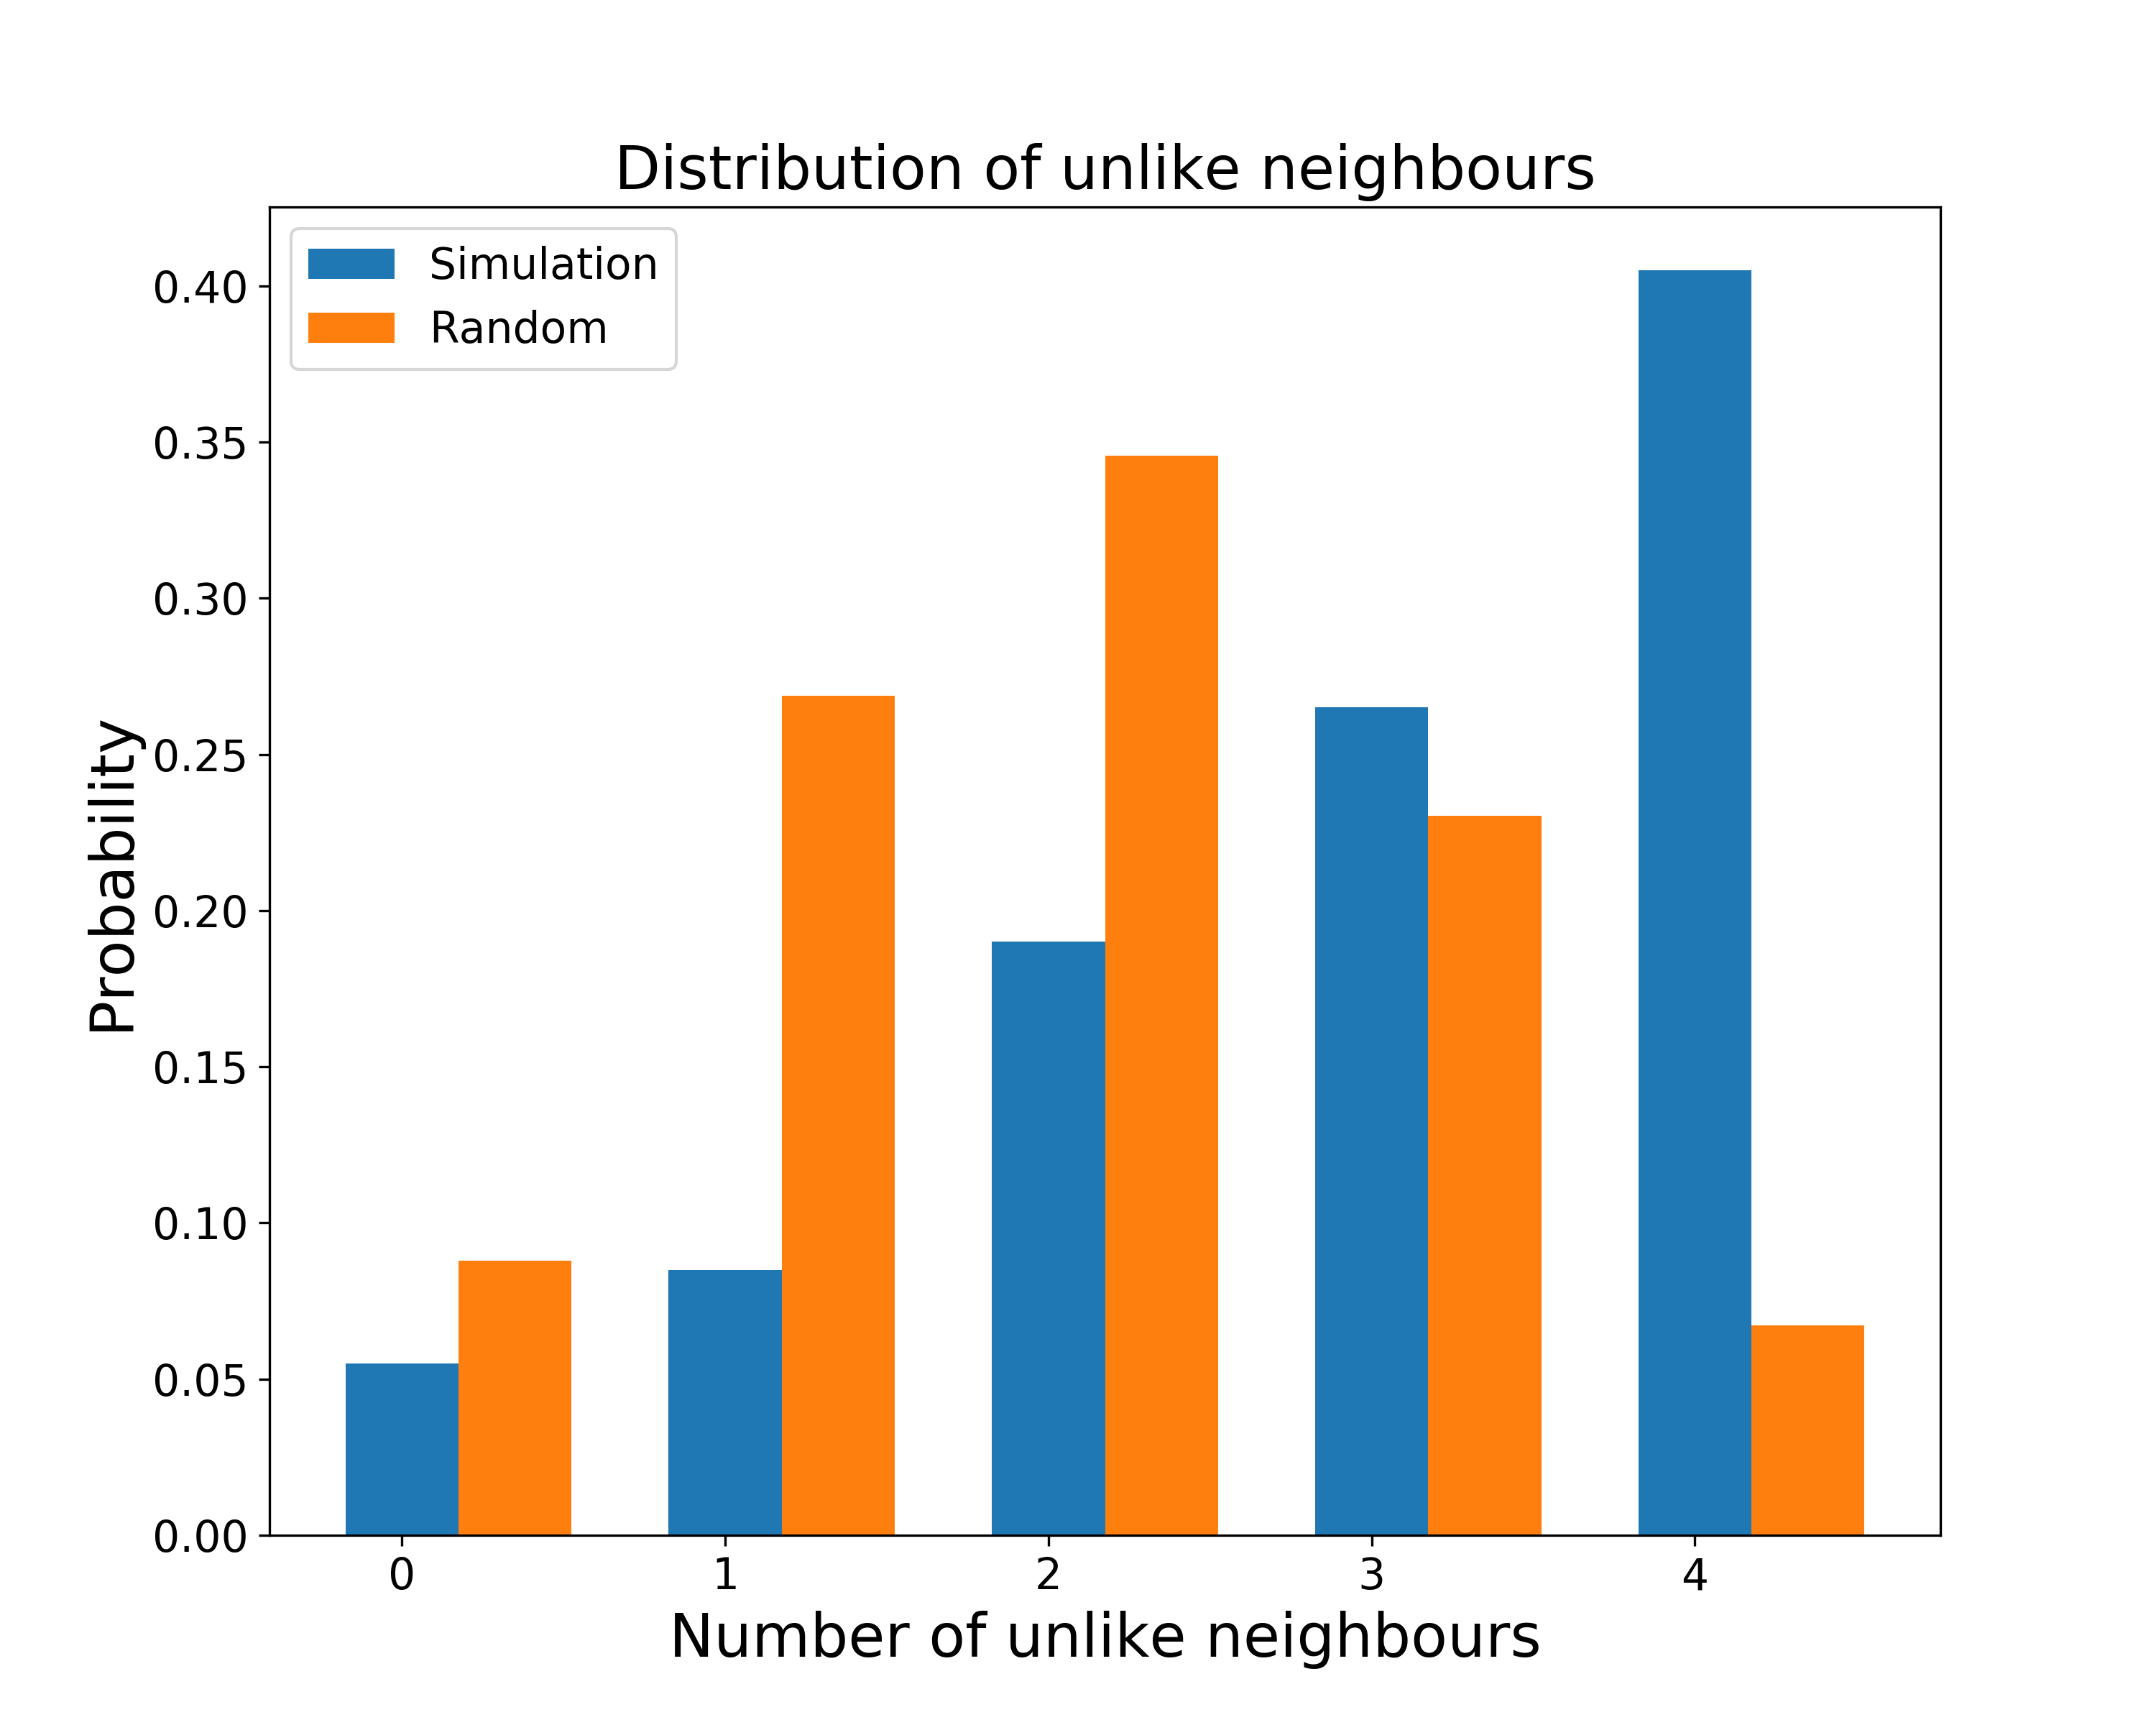 Distribution of unlike neighbours
Simulation
Random
0.40
0.35
0.30
0.25
0.20
0.15
0.10
0.05
0.00
Probability
0 1 2 3 4
Number of unlike neighbours